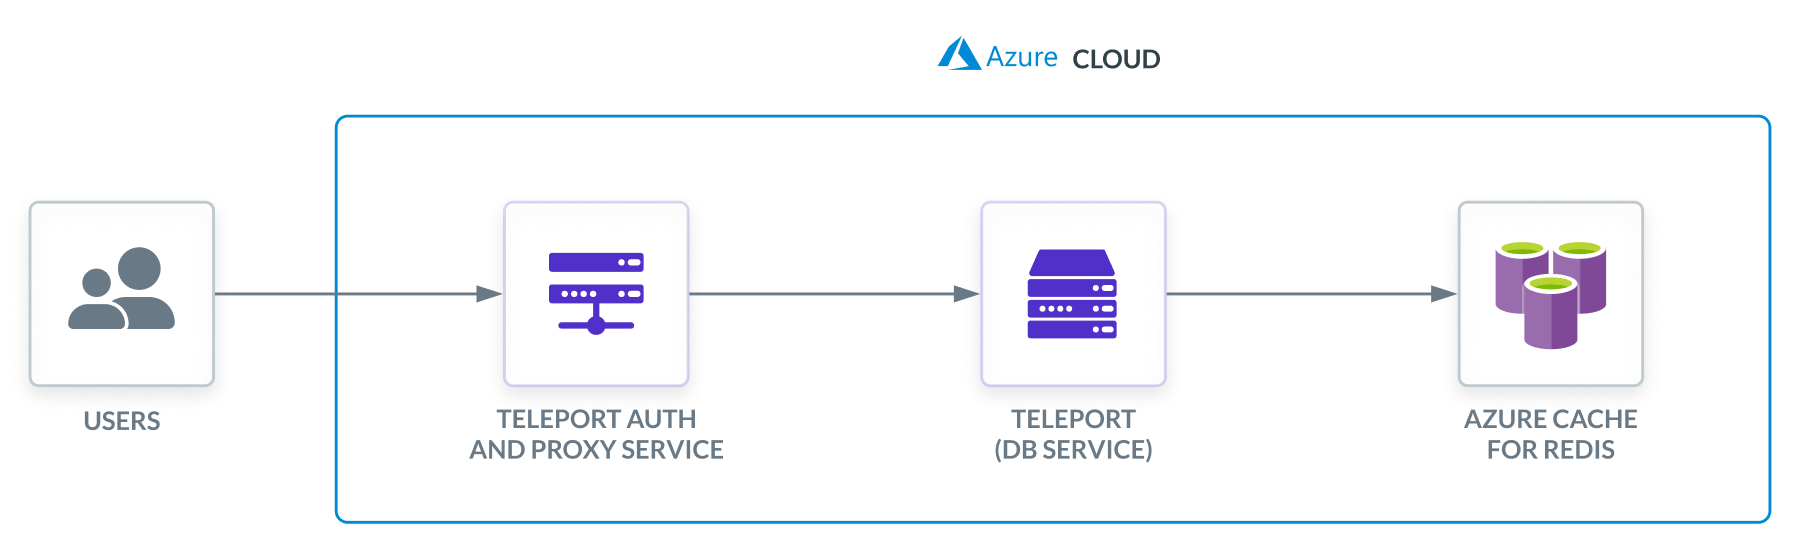 Azure CLOUD
USERS
TELEPORT AUTH
AND PROXY SERVICE
TELEPORT
(DB SERVICE)
AZURE CACHE
FOR REDIS